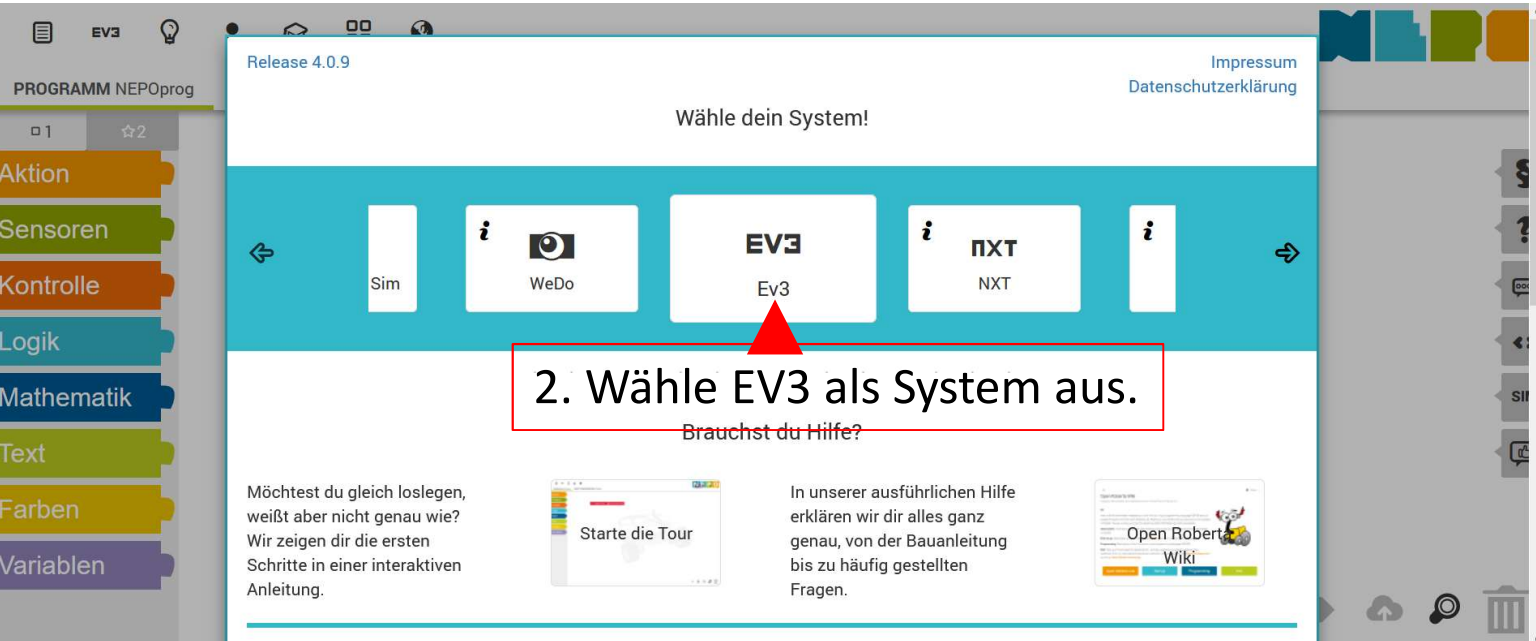 EV3
PROGRAMM NEPOprog
1
2
Aktion
Sensoren
Kontrolle
Logik
Mathematik
Text
Farben
Variablen
Release 4.0.9
Impressum
Datenschutzerklärung
Wähle dein System!
Sim
i
WeDo
EV3
Ev3
i
NXT
NXT
i
2. Wähle EV3 als System aus.
Brauchst du Hilfe?
Möchtest du gleich loslegen,
weißt aber nicht genau wie?
Wir zeigen dir die ersten
Schritte in einer interaktiven
Anleitung.
Starte die Tour
In unserer ausführlichen Hilfe
erklären wir dir alles ganz
genau, von der Bauanleitung
bis zu häufig gestellten
Fragen.
Open Roberta
Wiki
§
?